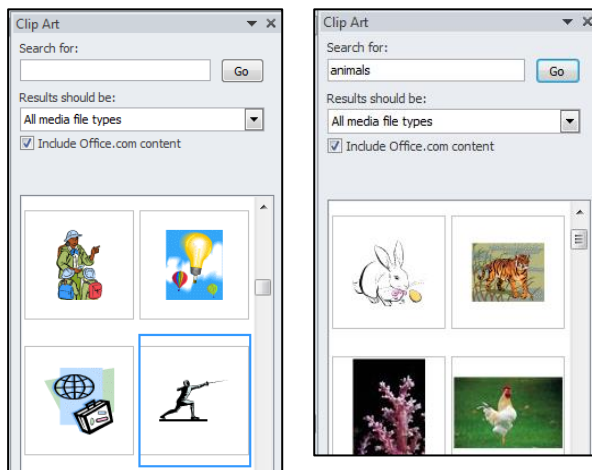 Clip Art
Search for:
Go
Results should be:
All media file types
Include Office.com content
Clip Art
Search for:
animals
Go
Results should be:
All media file types
Include Office.com content